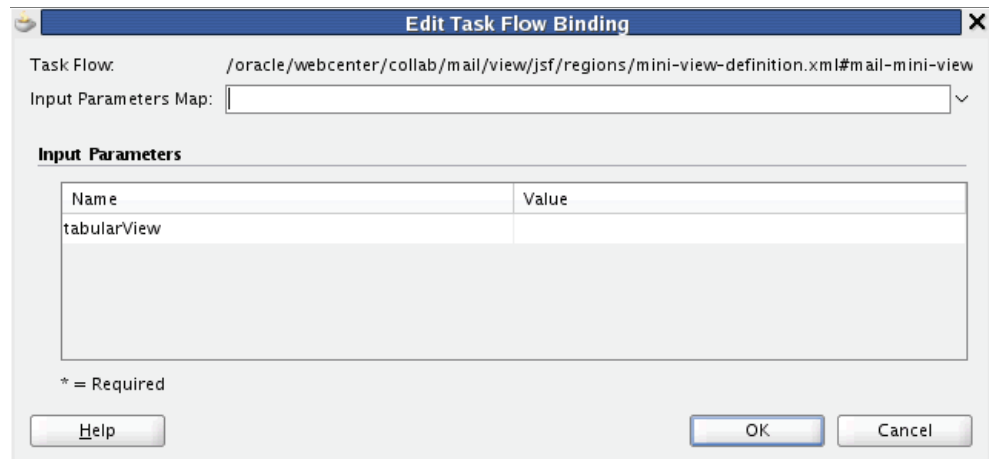 Edit Task Flow Binding
Task Flow: /oracle/webcenter/collab/mail/view/jsf/regions/mini-view-definition.xml#mail-mini-view
Input Parameters Map:
Input Parameters
Name Value
tabularView
* = Required
Help OK Cancel